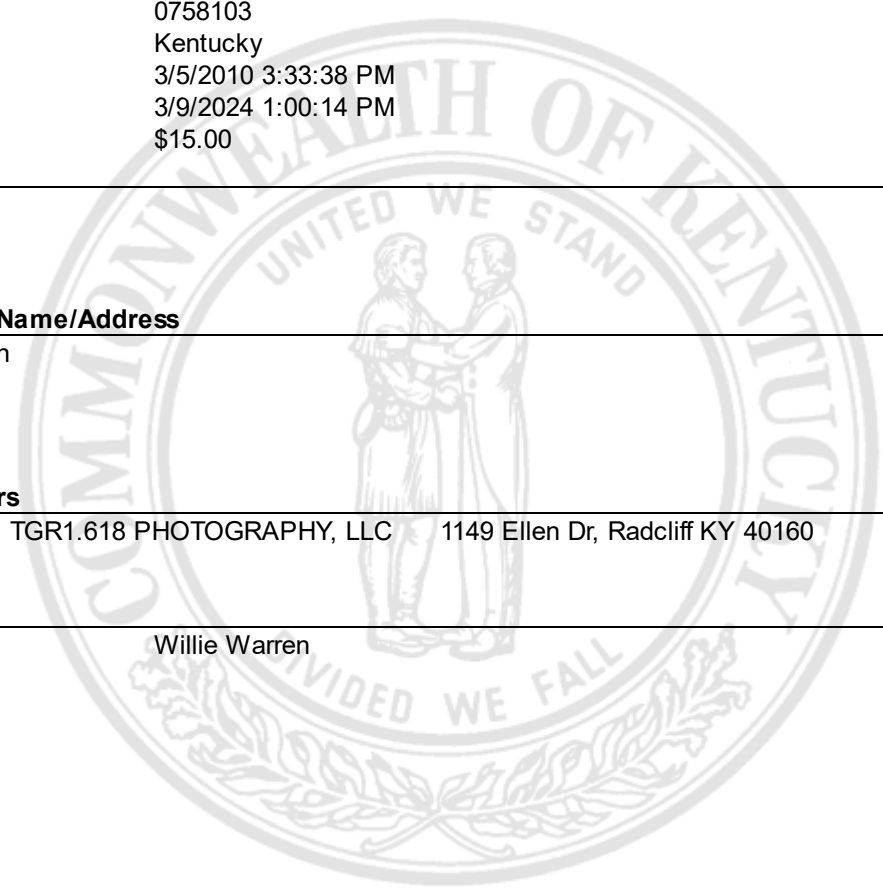 0758103
Kentucky
3/5/2010 3:33:38 PM
3/9/2024 1:00:14 PM
$15.00
COMMONWEALTH OF KENTUCKY
UNITED WE STAND
Name/Address
n
rs
TGR1.618 PHOTOGRAPHY, LLC 1149 Ellen Dr, Radcliff KY 40160
Willie Warren
DIVIDED WE FALL